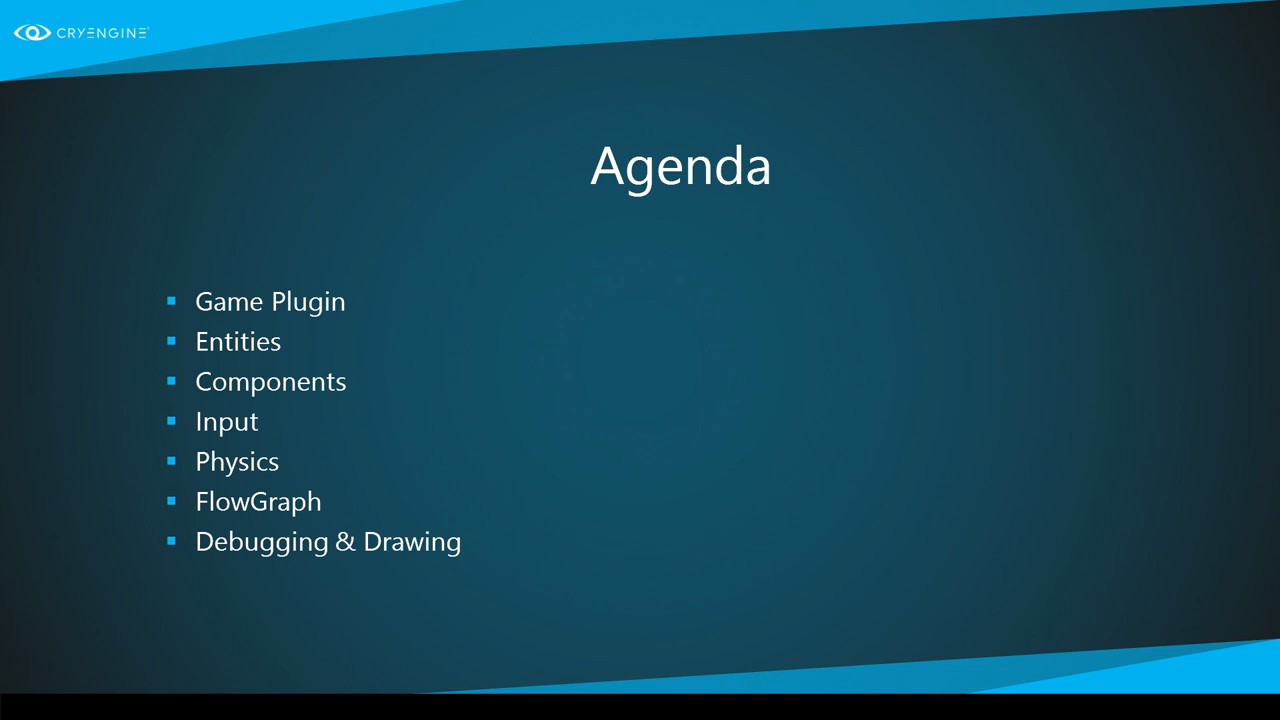 CRYENGINE
Agenda
Game Plugin
Entities
Components
Input
Physics
FlowGraph
Debugging & Drawing